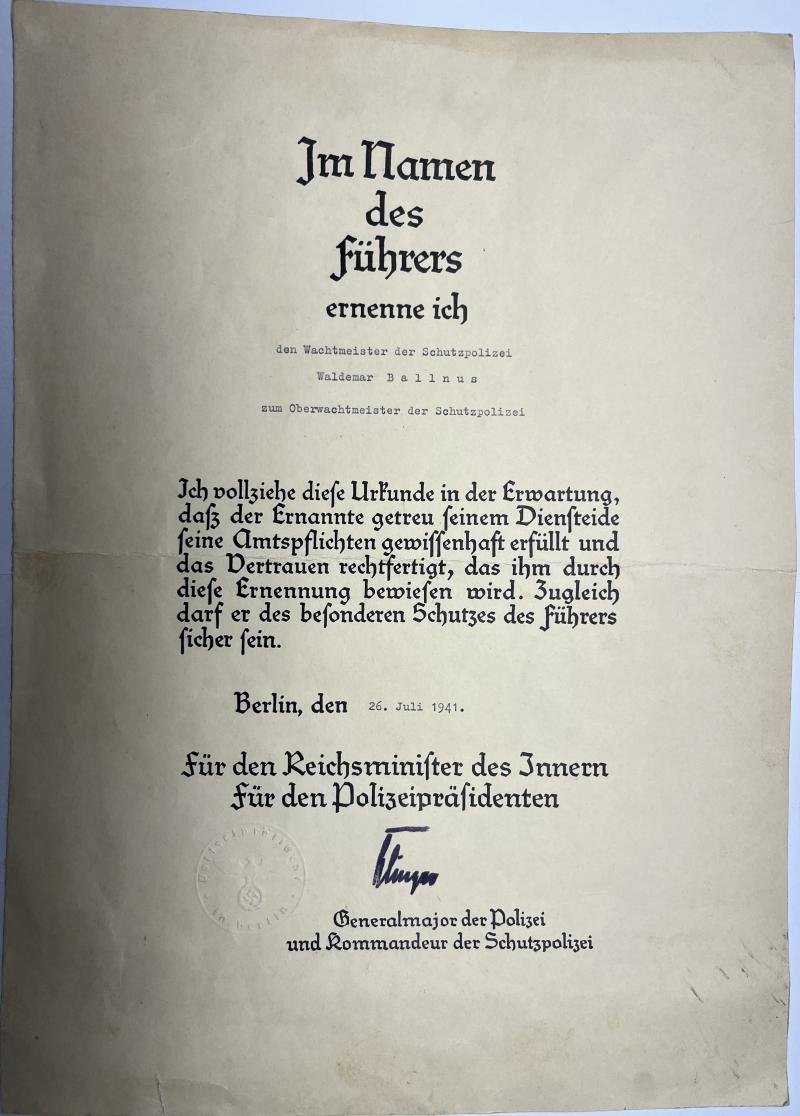 Im Namen
des
Führers
ernenne ich
den Wachtmeister der Schutzpolizei
Waldemar B a l l n u s
zum Oberwachtmeister der Schutzpolizei
Ich vollziehe dieſe Urkunde in der Erwartung,
daß der Ernannte getreu ſeinem Dienſteide
ſeine Amtspflichten gewiſſenhaft erfüllt und
das Vertrauen rechtfertigt, das ihm durch
dieſe Ernennung bewieſen wird. Zugleich
darf er des beſonderen Schutzes des Führers
ſicher ſein.
Berlin, den 26. Juli 1941.
Für den Reichsminiſter des Innern
Für den Polizeipräſidenten
Polizeipräſident
in Berlin
Generalmajor der Polizei
und Kommandeur der Schutzpolizei